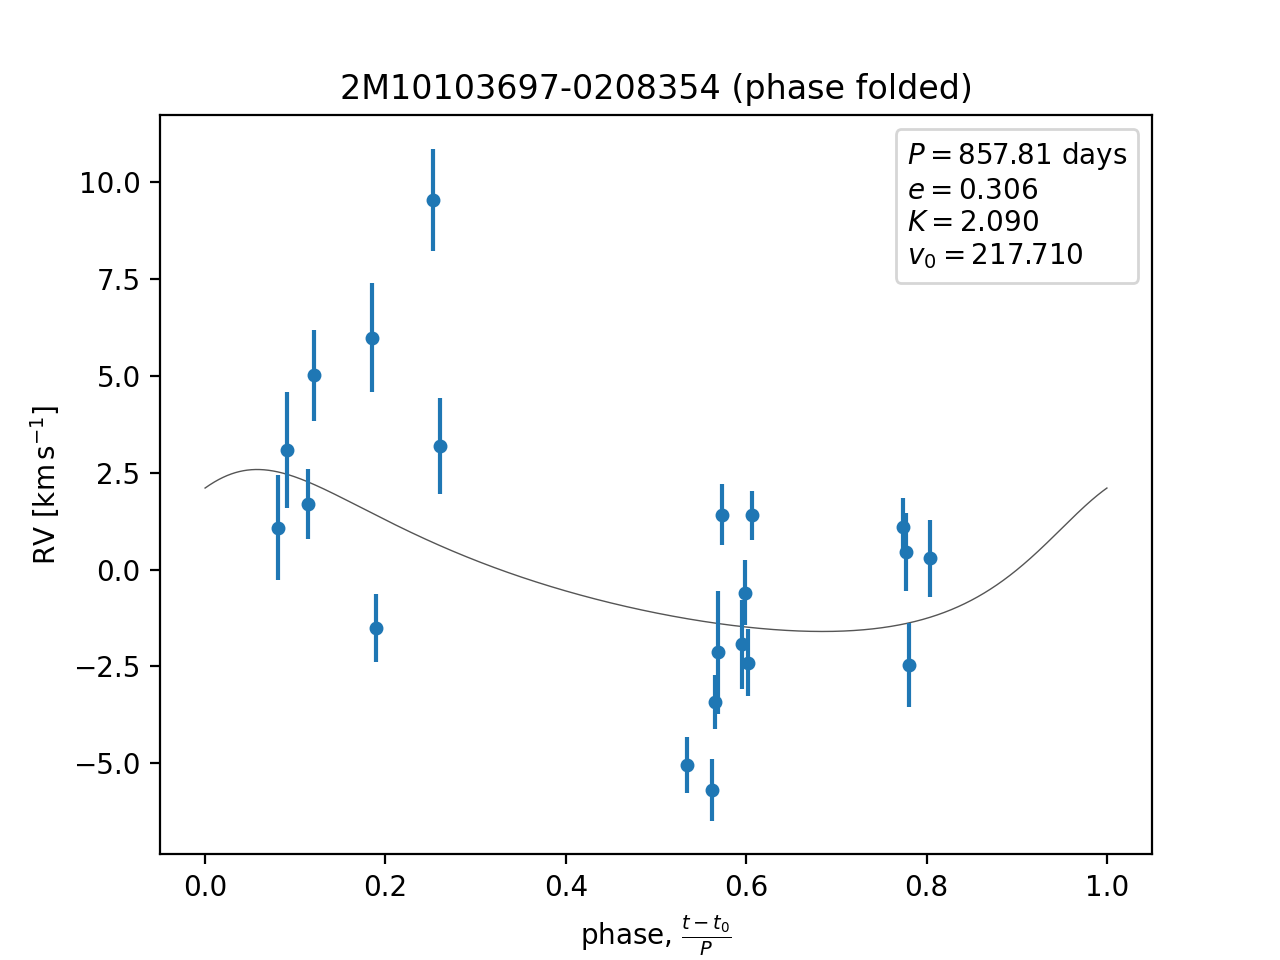 2M10103697-0208354 (phase folded)
P = 857.81 days
e = 0.306
K = 2.090
v₀ = 217.710
10.0
7.5
5.0
2.5
0.0
−2.5
−5.0
RV [km s⁻¹]
0.0 0.2 0.4 0.6 0.8 1.0
phase, (t − t₀)/P